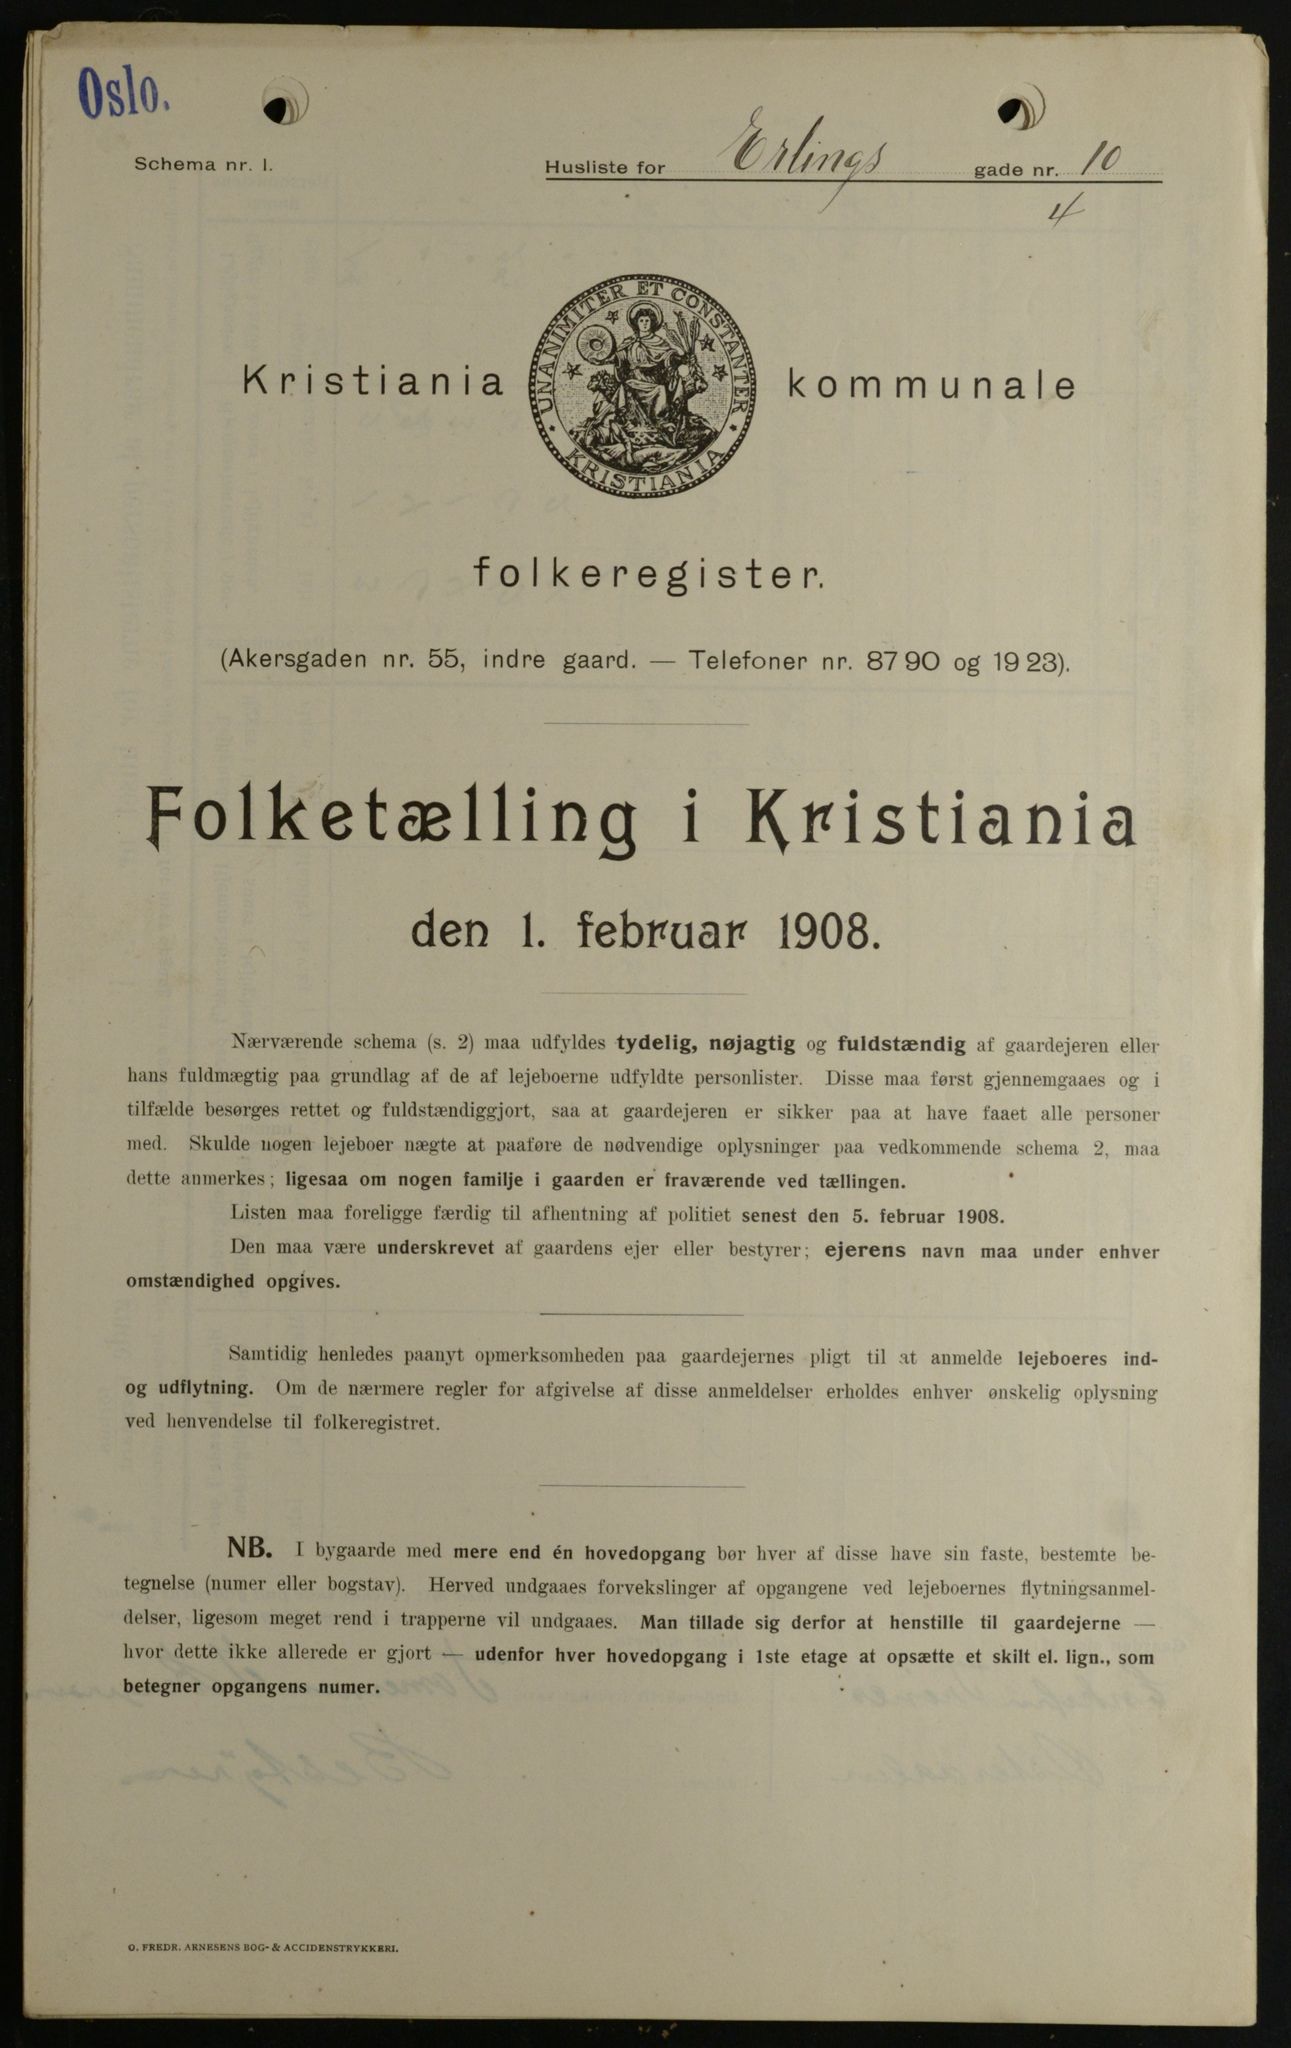 Oslo.
Schema nr. 1.
Husliste for Erlings gade nr. 10
4
UNANIMITER ET CONSTANTER
Kristiania kommunale
KRISTIANIA
folkeregister.
(Akersgaden nr. 55, indre gaard. — Telefoner nr. 87 90 og 19 23).
Folketælling i Kristiania
den 1. februar 1908.
Nærværende schema (s. 2) maa udfyldes tydelig, nøjagtig og fuldstændig af gaardejeren eller
hans fuldmægtig paa grundlag af de af lejeboerne udfyldte personlister. Disse maa først gjennemgaaes og i
tilfælde besørges rettet og fuldstændiggjort, saa at gaardejeren er sikker paa at have faaet alle personer
med. Skulde nogen lejeboer nægte at paaføre de nødvendige oplysninger paa vedkommende schema 2, maa
dette anmerkes; ligesaa om nogen familje i gaarden er fraværende ved tællingen.
Listen maa foreligge færdig til afhentning af politiet senest den 5. februar 1908.
Den maa være underskrevet af gaardens ejer eller bestyrer; ejerens navn maa under enhver
omstændighed opgives.
Samtidig henledes paanyt opmerksomheden paa gaardejernes pligt til at anmelde lejeboeres ind-
og udflytning. Om de nærmere regler for afgivelse af disse anmeldelser erholdes enhver ønskelig oplysning
ved henvendelse til folkeregistret.
NB. I bygaarde med mere end én hovedopgang bør hver af disse have sin faste, bestemte be-
tegnelse (numer eller bogstav). Herved undgaaes forvekslinger af opgangene ved lejeboernes flytningsanmel-
delser, ligesom meget rend i trapperne vil undgaaes. Man tillade sig derfor at henstille til gaardejerne —
hvor dette ikke allerede er gjort — udenfor hver hovedopgang i 1ste etage at opsætte et skilt el. lign., som
betegner opgangens numer.
O. FREDR. ARNESENS BOG- & ACCIDENSTRYKKERI.